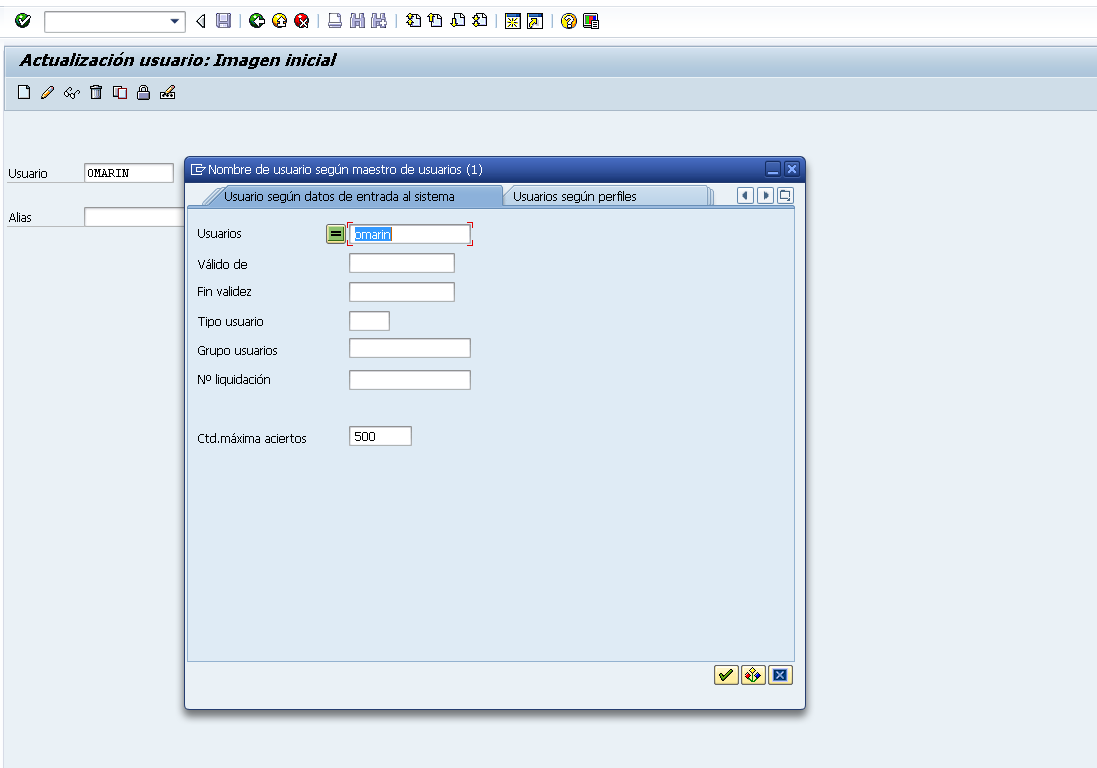 Actualización usuario: Imagen inicial
Usuario OMARIN
Alias
Nombre de usuario según maestro de usuarios (1)
Usuario según datos de entrada al sistema Usuarios según perfiles
Usuarios omarin
Válido de
Fin validez
Tipo usuario
Grupo usuarios
Nº liquidación
Ctd.máxima aciertos 500